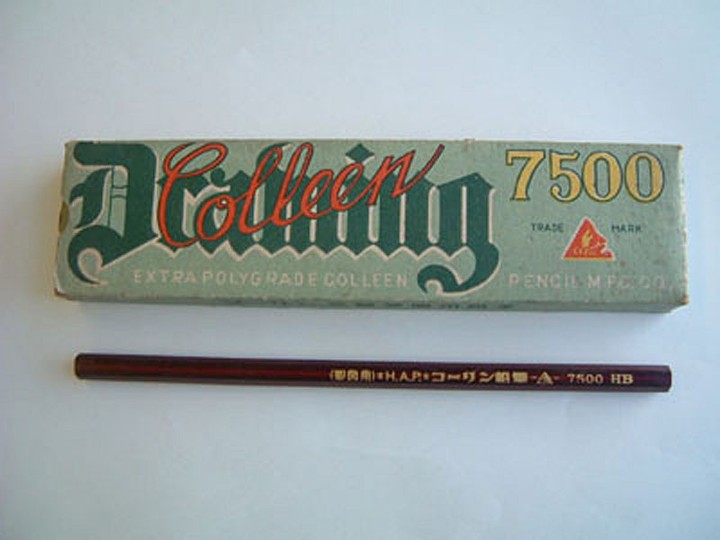 Drawing
Colleen
7500
TRADE MARK
EXTRA POLYGRADE COLLEEN PENCIL MFG. CO.
(製図用) *H.A.P.* コーリン鉛筆 7500 HB